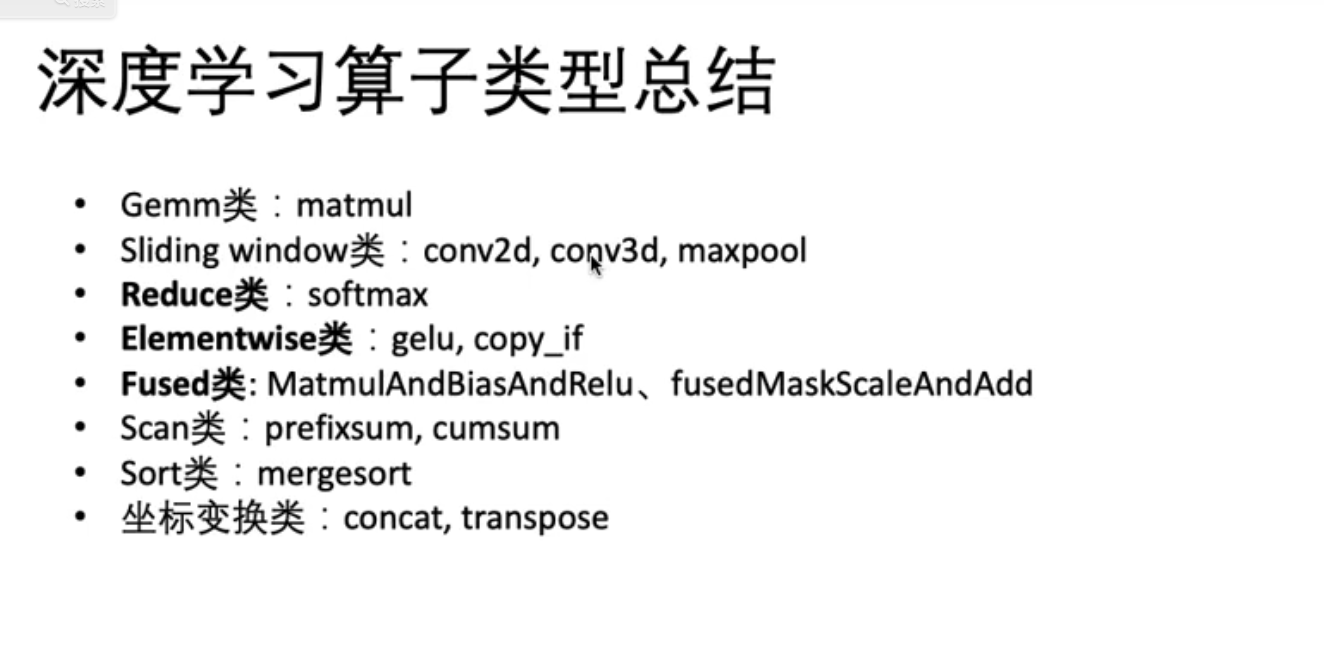 搜索
深度学习算子类型总结
• Gemm类：matmul
• Sliding window类：conv2d, conv3d, maxpool
• Reduce类：softmax
• Elementwise类：gelu, copy_if
• Fused类: MatmulAndBiasAndRelu、fusedMaskScaleAndAdd
• Scan类：prefixsum, cumsum
• Sort类：mergesort
• 坐标变换类：concat, transpose